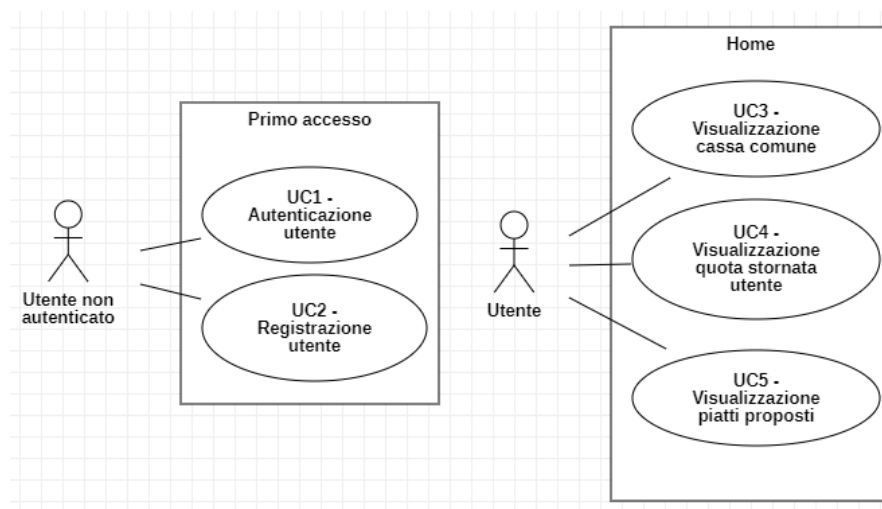 Primo accesso
UC1 -
Autenticazione
utente
UC2 -
Registrazione
utente
Utente non
autenticato
Home
UC3 -
Visualizzazione
cassa comune
UC4 -
Visualizzazione
quota stornata
utente
UC5 -
Visualizzazione
piatti proposti
Utente